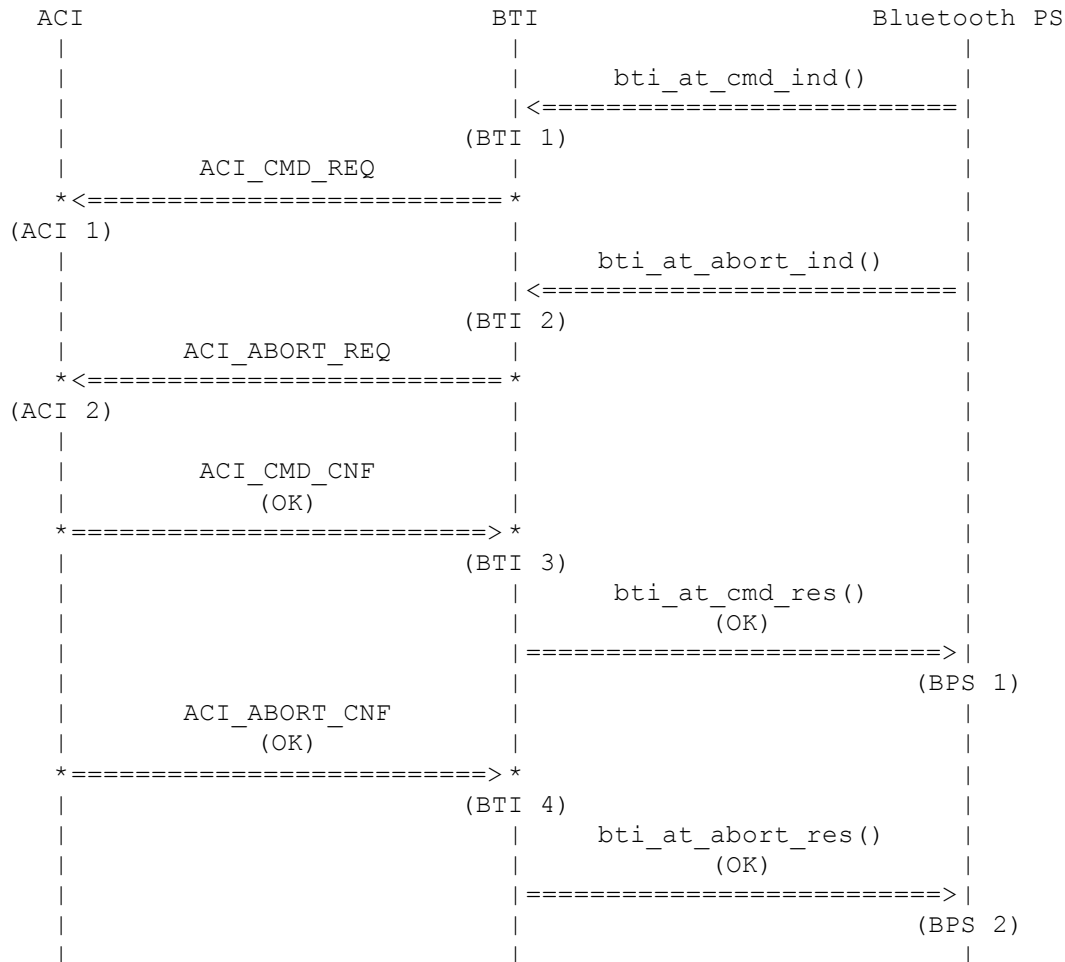 ACI BTI Bluetooth PS
bti_at_cmd_ind()
(BTI 1)
ACI_CMD_REQ
(ACI 1)
bti_at_abort_ind()
(BTI 2)
ACI_ABORT_REQ
(ACI 2)
ACI_CMD_CNF
(OK)
(BTI 3)
bti_at_cmd_res()
(OK)
(BPS 1)
ACI_ABORT_CNF
(OK)
(BTI 4)
bti_at_abort_res()
(OK)
(BPS 2)